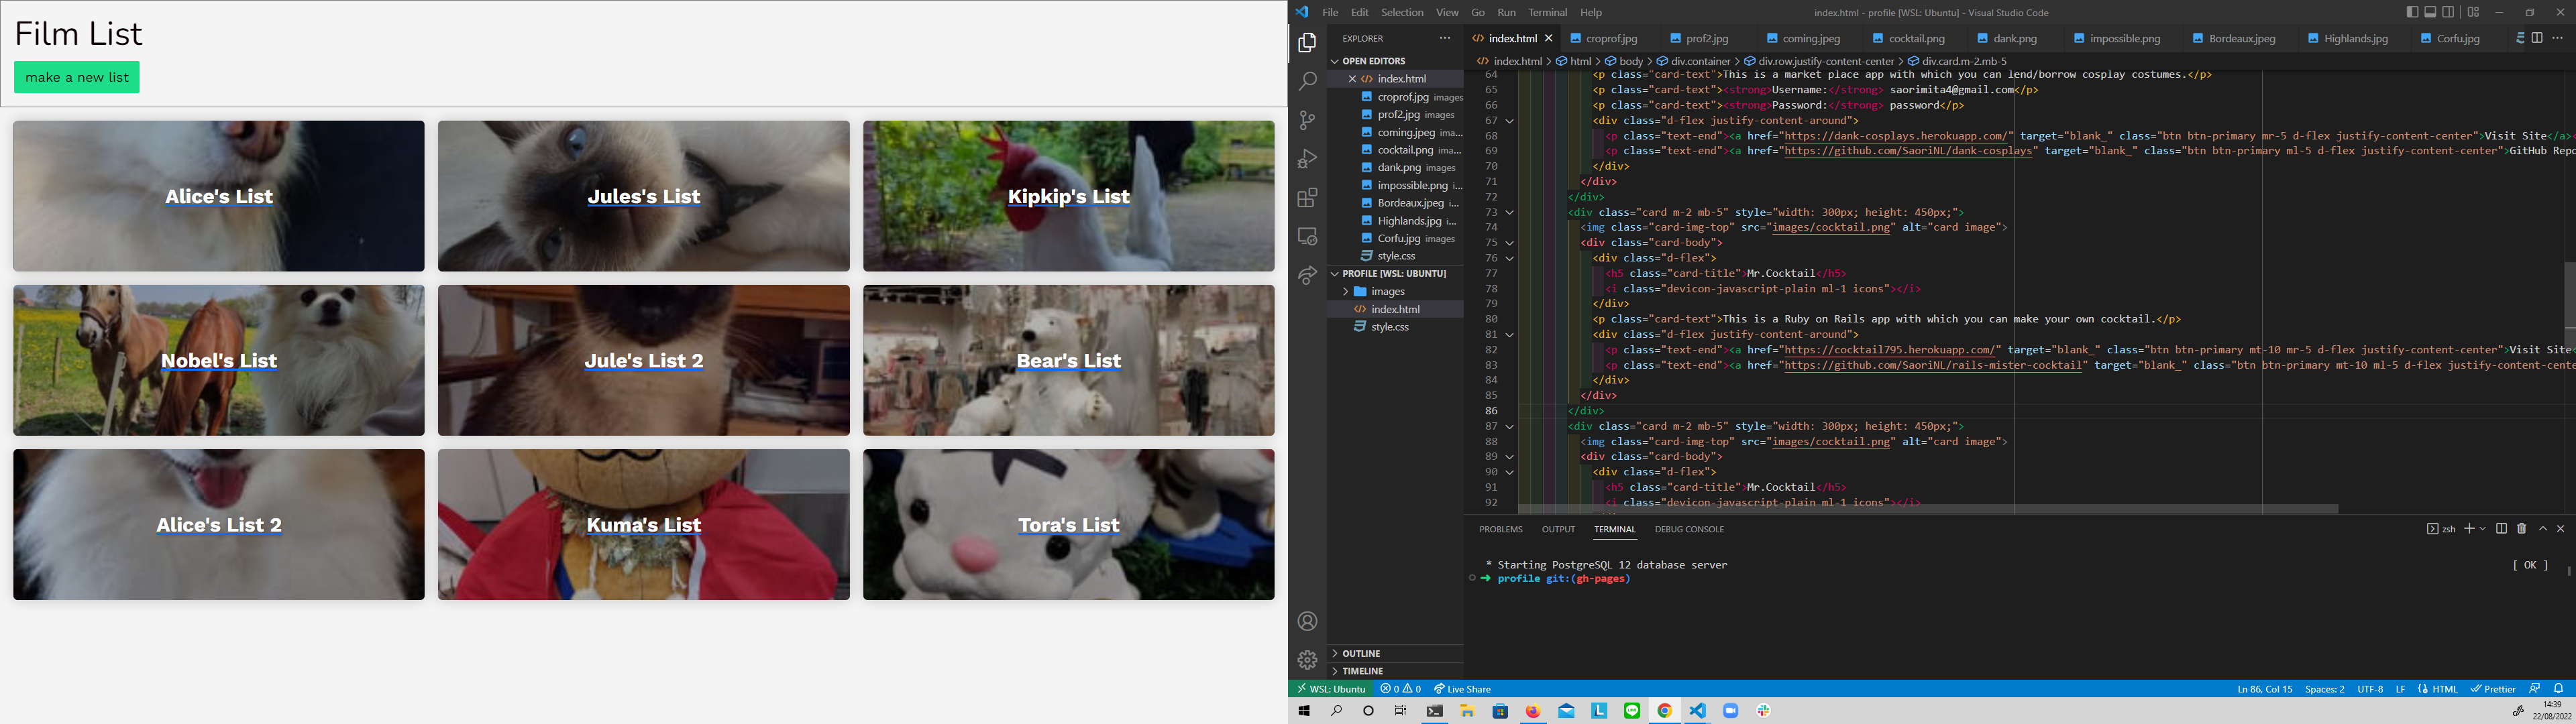 Film List
make a new list
Alice's List
Jules's List
Kipkip's List
Nobel's List
Jule's List 2
Bear's List
Alice's List 2
Kuma's List
Tora's List
File Edit Selection View Go Run Terminal Help
index.html - profile [WSL: Ubuntu] - Visual Studio Code
EXPLORER
OPEN EDITORS
index.html
croprof.jpg images
prof2.jpg images
coming.jpeg ima...
cocktail.png ima...
dank.png images
impossible.png i...
Bordeaux.jpeg i...
Highlands.jpg i...
Corfu.jpg images
style.css
PROFILE [WSL: UBUNTU]
images
index.html
style.css
OUTLINE
TIMELINE
index.html croprof.jpg prof2.jpg coming.jpeg cocktail.png dank.png impossible.png Bordeaux.jpeg Highlands.jpg Corfu.jpg
index.html > html > body > div.container > div.row.justify-content-center > div.card.m-2.mb-5
64 <p class="card-text">This is a market place app with which you can lend/borrow cosplay costumes.</p>
65 <p class="card-text"><strong>Username:</strong> saorimita4@gmail.com</p>
66 <p class="card-text"><strong>Password:</strong> password</p>
67 <div class="d-flex justify-content-around">
68 <p class="text-end"><a href="https://dank-cosplays.herokuapp.com/" target="blank_" class="btn btn-primary mr-5 d-flex justify-content-center">Visit Site</a><
69 <p class="text-end"><a href="https://github.com/SaoriNL/dank-cosplays" target="blank_" class="btn btn-primary ml-5 d-flex justify-content-center">GitHub Repo
70 </div>
71 </div>
72 </div>
73 <div class="card m-2 mb-5" style="width: 300px; height: 450px;">
74 <img class="card-img-top" src="images/cocktail.png" alt="card image">
75 <div class="card-body">
76 <div class="d-flex">
77 <h5 class="card-title">Mr.Cocktail</h5>
78 <i class="devicon-javascript-plain ml-1 icons"></i>
79 </div>
80 <p class="card-text">This is a Ruby on Rails app with which you can make your own cocktail.</p>
81 <div class="d-flex justify-content-around">
82 <p class="text-end"><a href="https://cocktail795.herokuapp.com/" target="blank_" class="btn btn-primary mt-10 mr-5 d-flex justify-content-center">Visit Site<
83 <p class="text-end"><a href="https://github.com/SaoriNL/rails-mister-cocktail" target="blank_" class="btn btn-primary mt-10 ml-5 d-flex justify-content-cente
84 </div>
85 </div>
86 </div>
87 <div class="card m-2 mb-5" style="width: 300px; height: 450px;">
88 <img class="card-img-top" src="images/cocktail.png" alt="card image">
89 <div class="card-body">
90 <div class="d-flex">
91 <h5 class="card-title">Mr.Cocktail</h5>
92 <i class="devicon-javascript-plain ml-1 icons"></i>
PROBLEMS OUTPUT TERMINAL DEBUG CONSOLE
zsh
* Starting PostgreSQL 12 database server [ OK ]
profile git:(gh-pages)
WSL: Ubuntu 0 0 Live Share
Ln 86, Col 15 Spaces: 2 UTF-8 LF HTML Prettier
14:39
22/08/2022